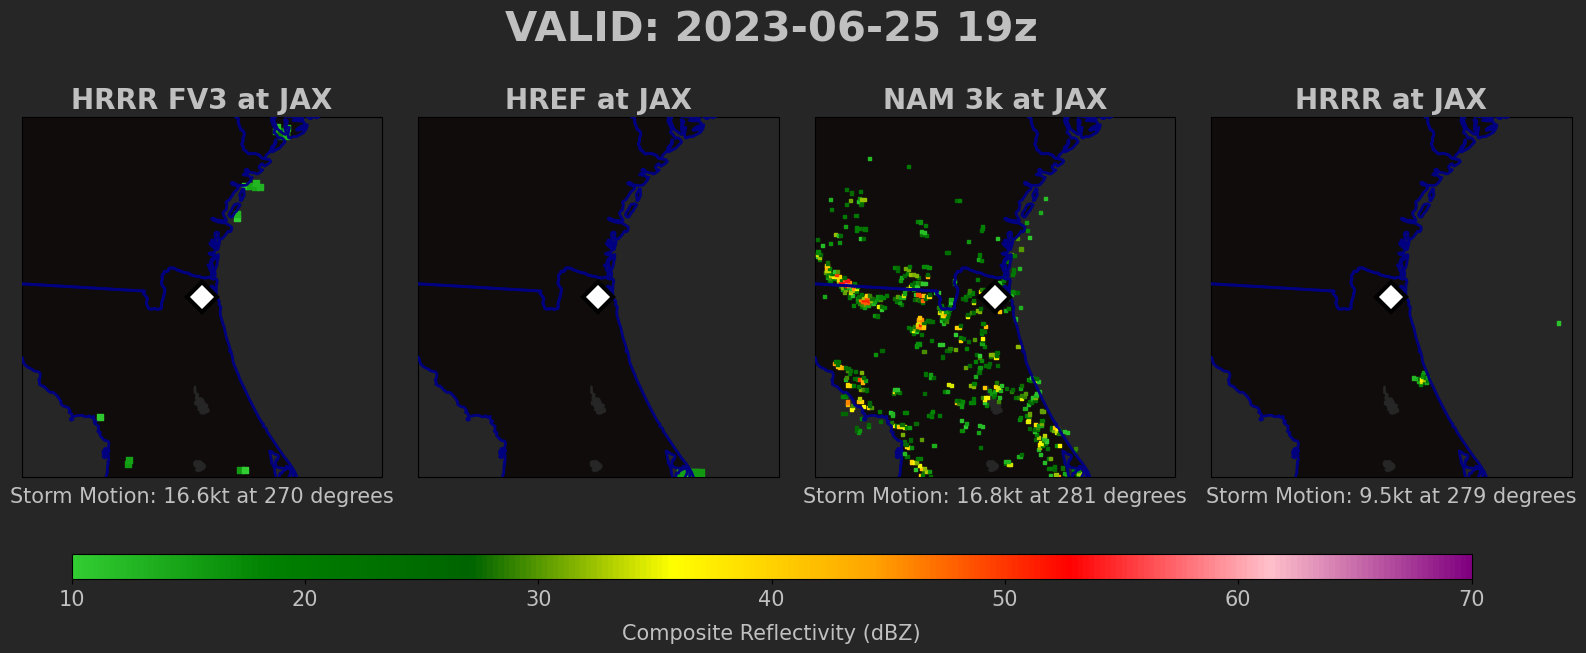 VALID: 2023-06-25 19z
HRRR FV3 at JAX
HREF at JAX
NAM 3k at JAX
HRRR at JAX
Storm Motion: 16.6kt at 270 degrees
Storm Motion: 16.8kt at 281 degrees
Storm Motion: 9.5kt at 279 degrees
10 20 30 40 50 60 70
Composite Reflectivity (dBZ)